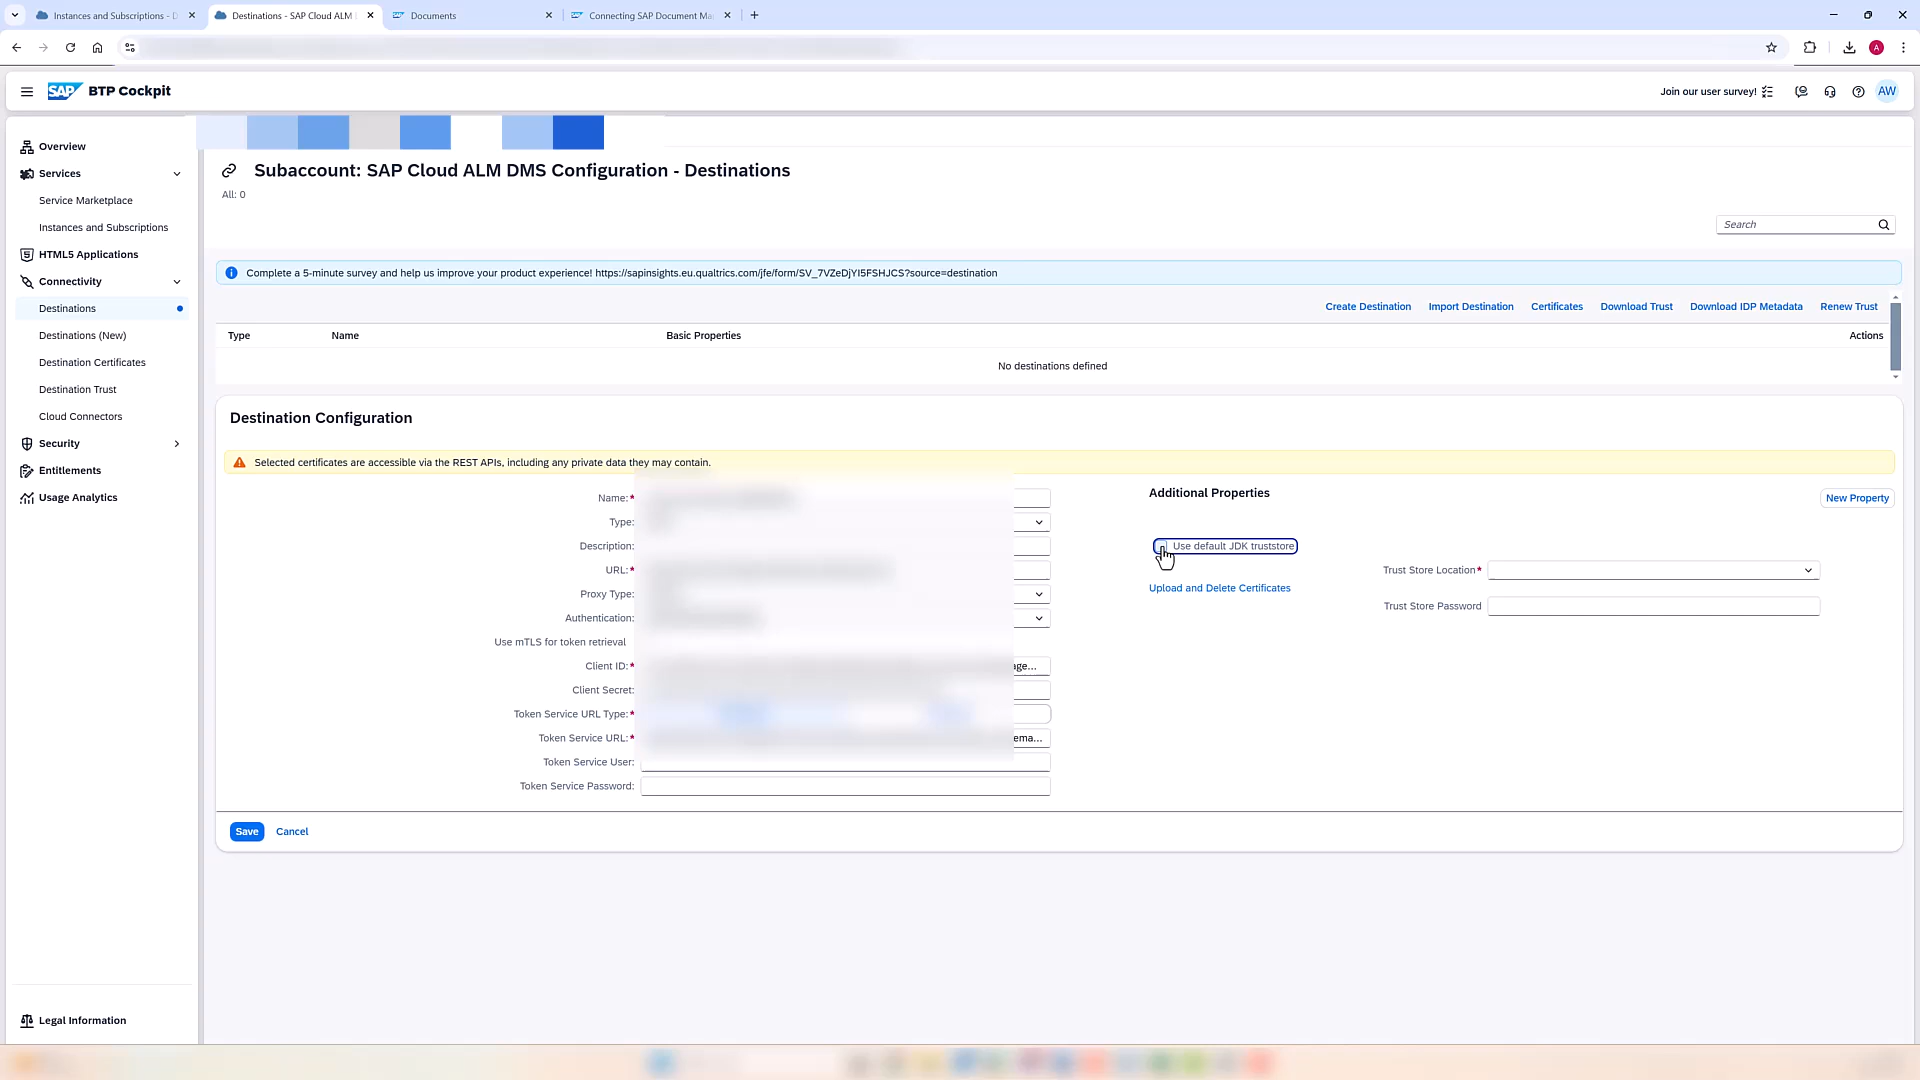 Instances and Subscriptions - D
Destinations - SAP Cloud ALM D
Documents
Connecting SAP Document Ma
A
SAP BTP Cockpit
Join our user survey!
AW
Overview
Services
Service Marketplace
Instances and Subscriptions
HTML5 Applications
Connectivity
Destinations
Destinations (New)
Destination Certificates
Destination Trust
Cloud Connectors
Security
Entitlements
Usage Analytics
Legal Information
Subaccount: SAP Cloud ALM DMS Configuration - Destinations
All: 0
Search
Complete a 5-minute survey and help us improve your product experience! https://sapinsights.eu.qualtrics.com/jfe/form/SV_7VZeDjYI5FSHJCS?source=destination
Create Destination Import Destination Certificates Download Trust Download IDP Metadata Renew Trust
Type Name Basic Properties Actions
No destinations defined
Destination Configuration
Selected certificates are accessible via the REST APIs, including any private data they may contain.
Name:*
Type:
Description:
URL:*
Proxy Type:
Authentication:
Use mTLS for token retrieval
Client ID:* age...
Client Secret:
Token Service URL Type:*
Token Service URL:* ema...
Token Service User:
Token Service Password:
Additional Properties
New Property
Use default JDK truststore
Upload and Delete Certificates
Trust Store Location*
Trust Store Password
Save Cancel